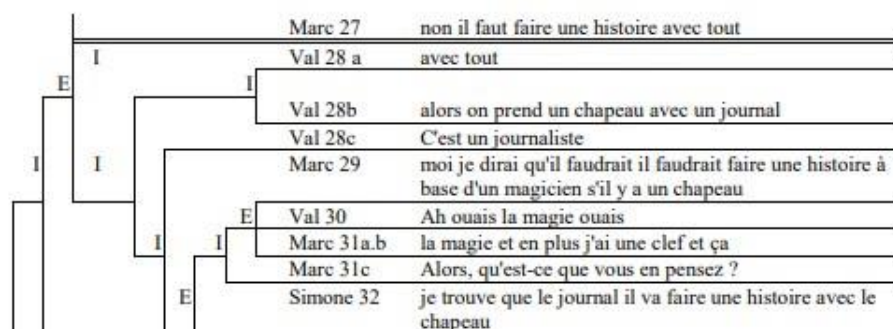 Marc 27 non il faut faire une histoire avec tout
I Val 28 a avec tout
E I
Val 28b alors on prend un chapeau avec un journal
Val 28c C'est un journaliste
I I Marc 29 moi je dirai qu'il faudrait il faudrait faire une histoire à
base d'un magicien s'il y a un chapeau
E Val 30 Ah ouais la magie ouais
I I Marc 31a.b la magie et en plus j'ai une clef et ça
Marc 31c Alors, qu'est-ce que vous en pensez ?
E Simone 32 je trouve que le journal il va faire une histoire avec le
chapeau